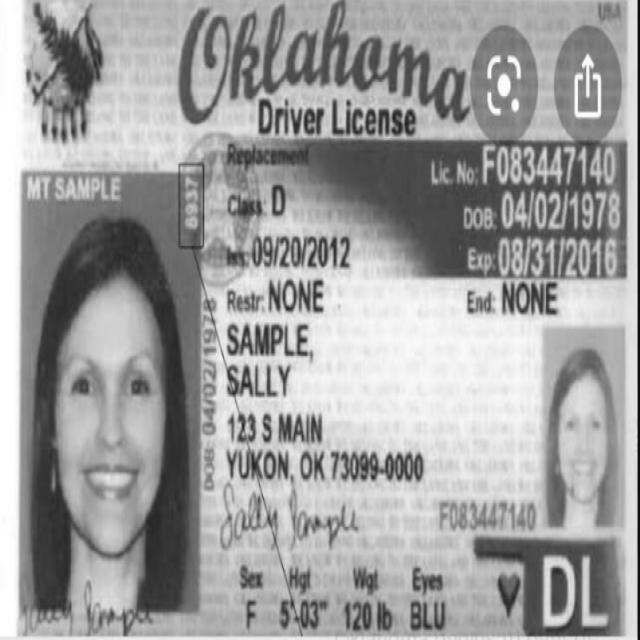 USA
Oklahoma
Driver License
Replacement
MT SAMPLE
8937
Lic. No: F083447140
Class: D
DOB: 04/02/1978
Iss: 09/20/2012
Exp: 08/31/2016
Restr: NONE
End: NONE
DOB: 04/02/1978
SAMPLE,
SALLY
123 S MAIN
YUKON, OK 73099-0000
Sally Sample
F083447140
Sex Hgt Wgt Eyes
F 5'-03" 120 lb BLU
DL
Sally Sample